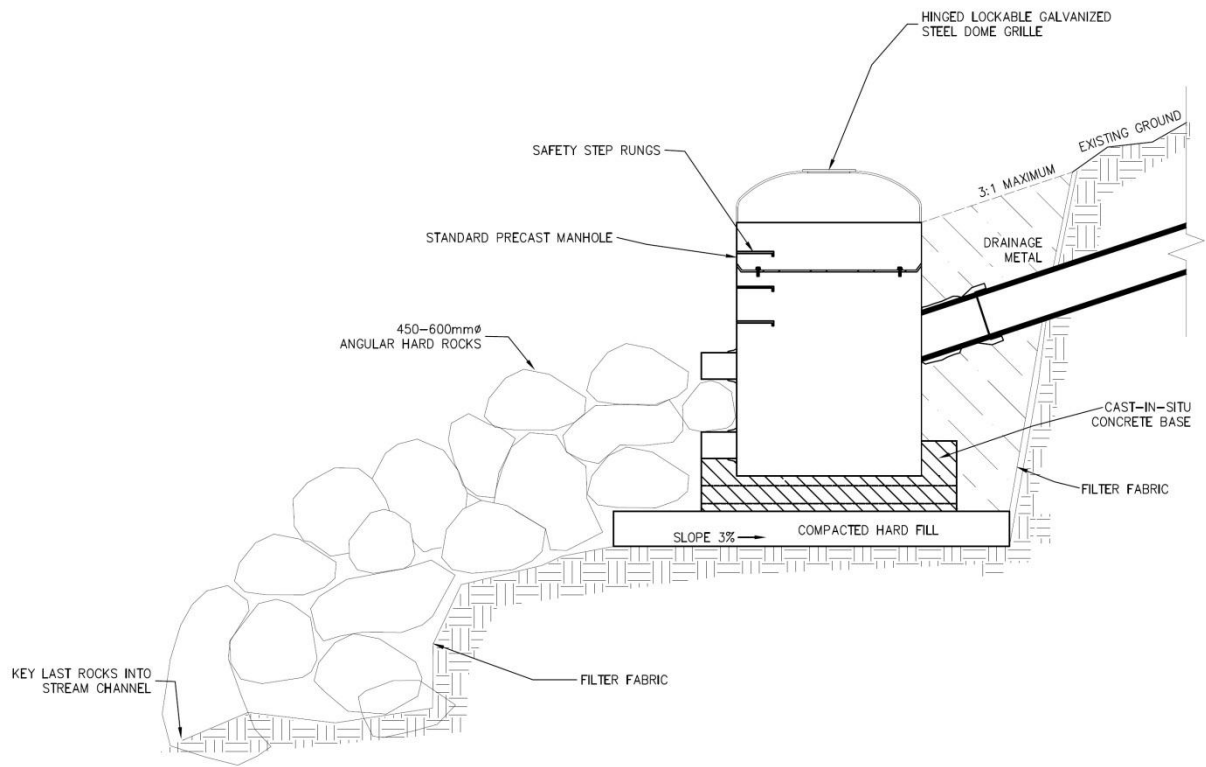 HINGED LOCKABLE GALVANIZED
STEEL DOME GRILLE
EXISTING GROUND
SAFETY STEP RUNGS
3:1 MAXIMUM
STANDARD PRECAST MANHOLE
DRAINAGE
METAL
450-600mmø
ANGULAR HARD ROCKS
CAST-IN-SITU
CONCRETE BASE
FILTER FABRIC
SLOPE 3%
COMPACTED HARD FILL
KEY LAST ROCKS INTO
STREAM CHANNEL
FILTER FABRIC